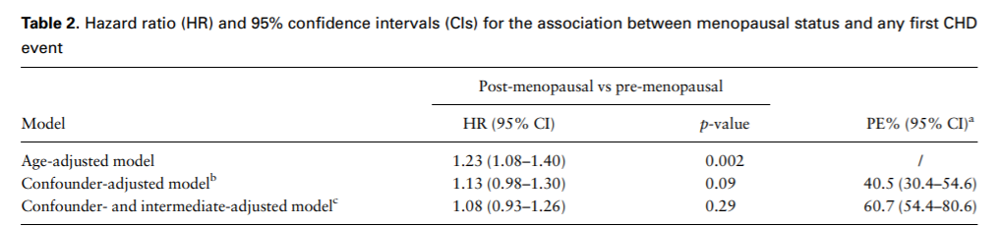 Table 2. Hazard ratio (HR) and 95% confidence intervals (CIs) for the association between menopausal status and any first CHD
event
Post-menopausal vs pre-menopausal
Model HR (95% CI) p-value PE% (95% CI)a
Age-adjusted model 1.23 (1.08–1.40) 0.002 /
Confounder-adjusted modelb 1.13 (0.98–1.30) 0.09 40.5 (30.4–54.6)
Confounder- and intermediate-adjusted modelc 1.08 (0.93–1.26) 0.29 60.7 (54.4–80.6)